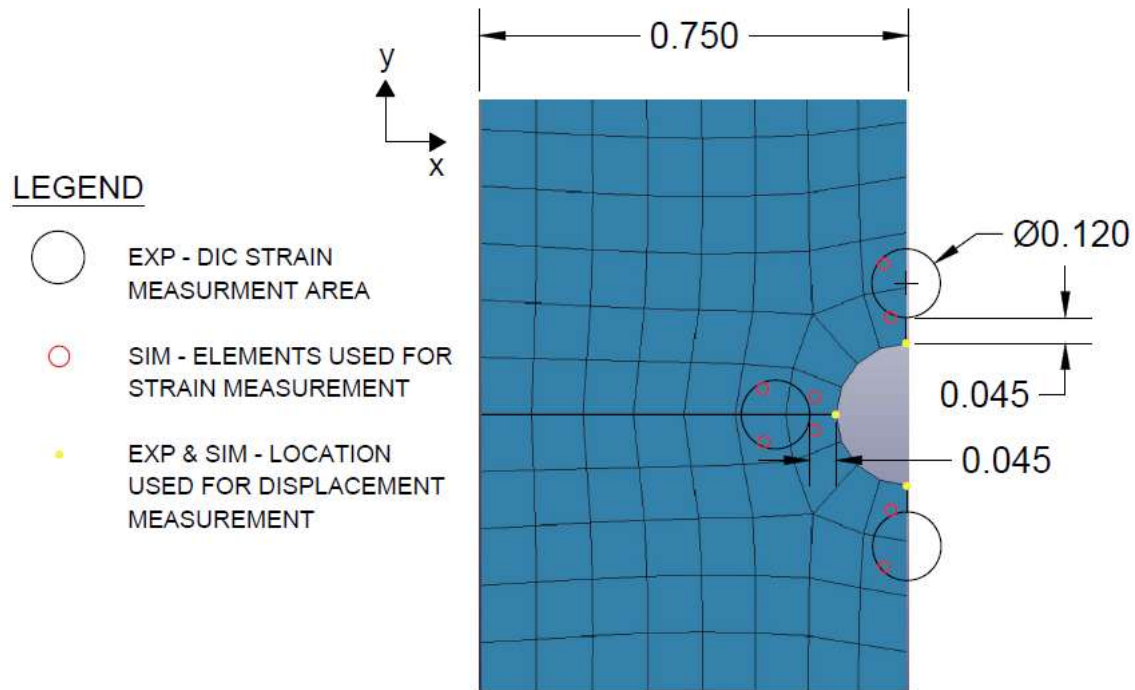 0.750
y
x
LEGEND
EXP - DIC STRAIN
MEASURMENT AREA
SIM - ELEMENTS USED FOR
STRAIN MEASUREMENT
EXP & SIM - LOCATION
USED FOR DISPLACEMENT
MEASUREMENT
Ø0.120
0.045
0.045